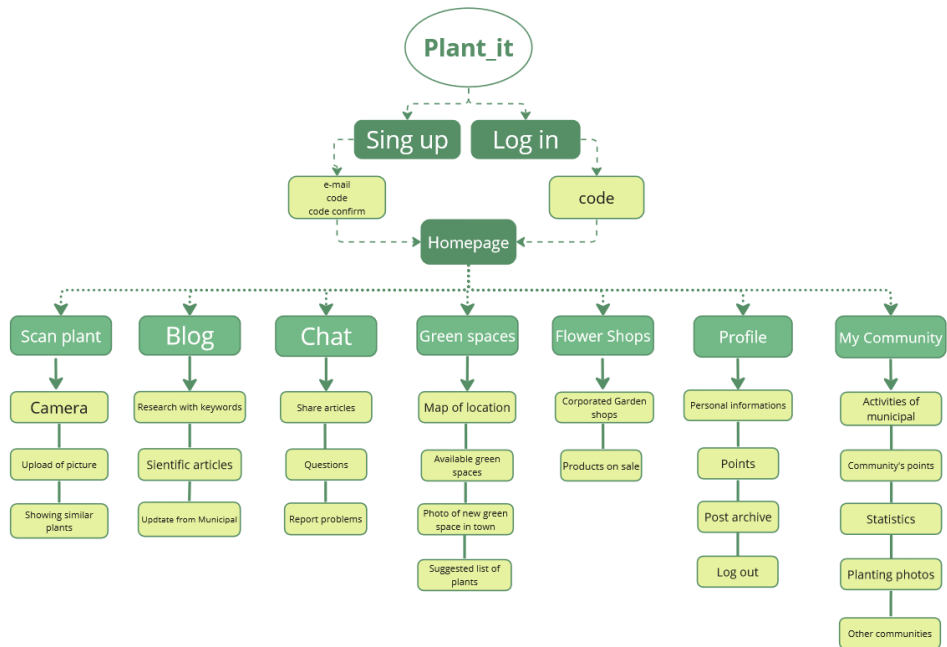 Plant_it
Sing up
Log in
e-mail
code
code confirm
code
Homepage
Scan plant
Blog
Chat
Green spaces
Flower Shops
Profile
My Community
Camera
Upload of picture
Showing similar
plants
Research with keywords
Sientific articles
Updtate from Municipal
Share articles
Questions
Report problems
Map of location
Available green
spaces
Photo of new green
space in town
Suggested list of
plants
Corporated Garden
shops
Products on sale
Personal informations
Points
Post archive
Log out
Activities of
municipal
Community's points
Statistics
Planting photos
Other communities